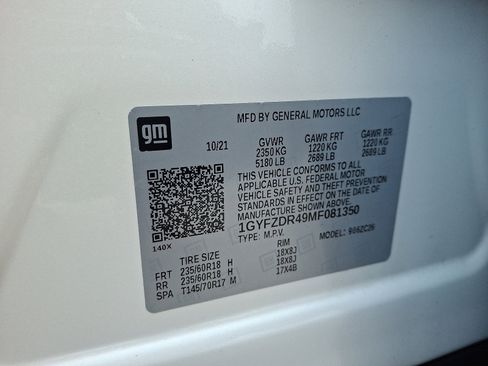 MFD BY GENERAL MOTORS LLC
gm
10/21 GVWR GAWR FRT GAWR RR
2350 KG 1220 KG 1220 KG
5180 LB 2689 LB 2689 LB
THIS VEHICLE CONFORMS TO ALL
APPLICABLE U.S. FEDERAL MOTOR
VEHICLE SAFETY AND THEFT PREVENTION
STANDARDS IN EFFECT ON THE DATE OF
MANUFACTURE SHOWN ABOVE.
1GYFZDR49MF081350
140X TYPE: M.P.V. MODEL: 906ZC26
TIRE SIZE RIM
FRT 235/60R18 H 18X8J
RR 235/60R18 H 18X8J
SPA T145/70R17 M 17X4B